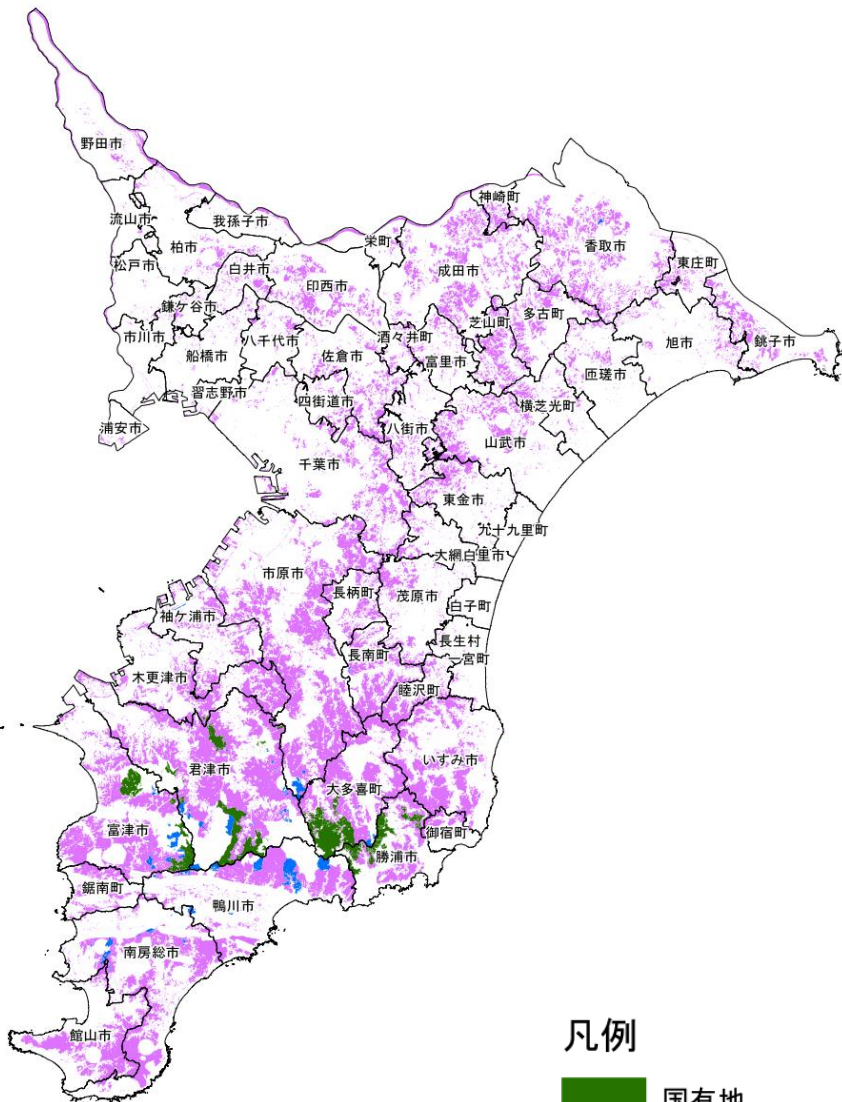 野田市
流山市
我孫子市
柏市
松戸市
白井市
印西市
栄町
神崎町
成田市
香取市
東庄町
鎌ケ谷市
市川市
船橋市
八千代市
佐倉市
酒々井町
富里市
芝山町
多古町
旭市
銚子市
匝瑳市
習志野市
四街道市
八街市
横芝光町
浦安市
千葉市
山武市
東金市
九十九里町
大網白里市
市原市
長柄町
茂原市
白子町
袖ケ浦市
長生村
長南町
一宮町
木更津市
睦沢町
君津市
いすみ市
大多喜町
富津市
御宿町
勝浦市
鋸南町
鴨川市
南房総市
館山市
凡例
国有地